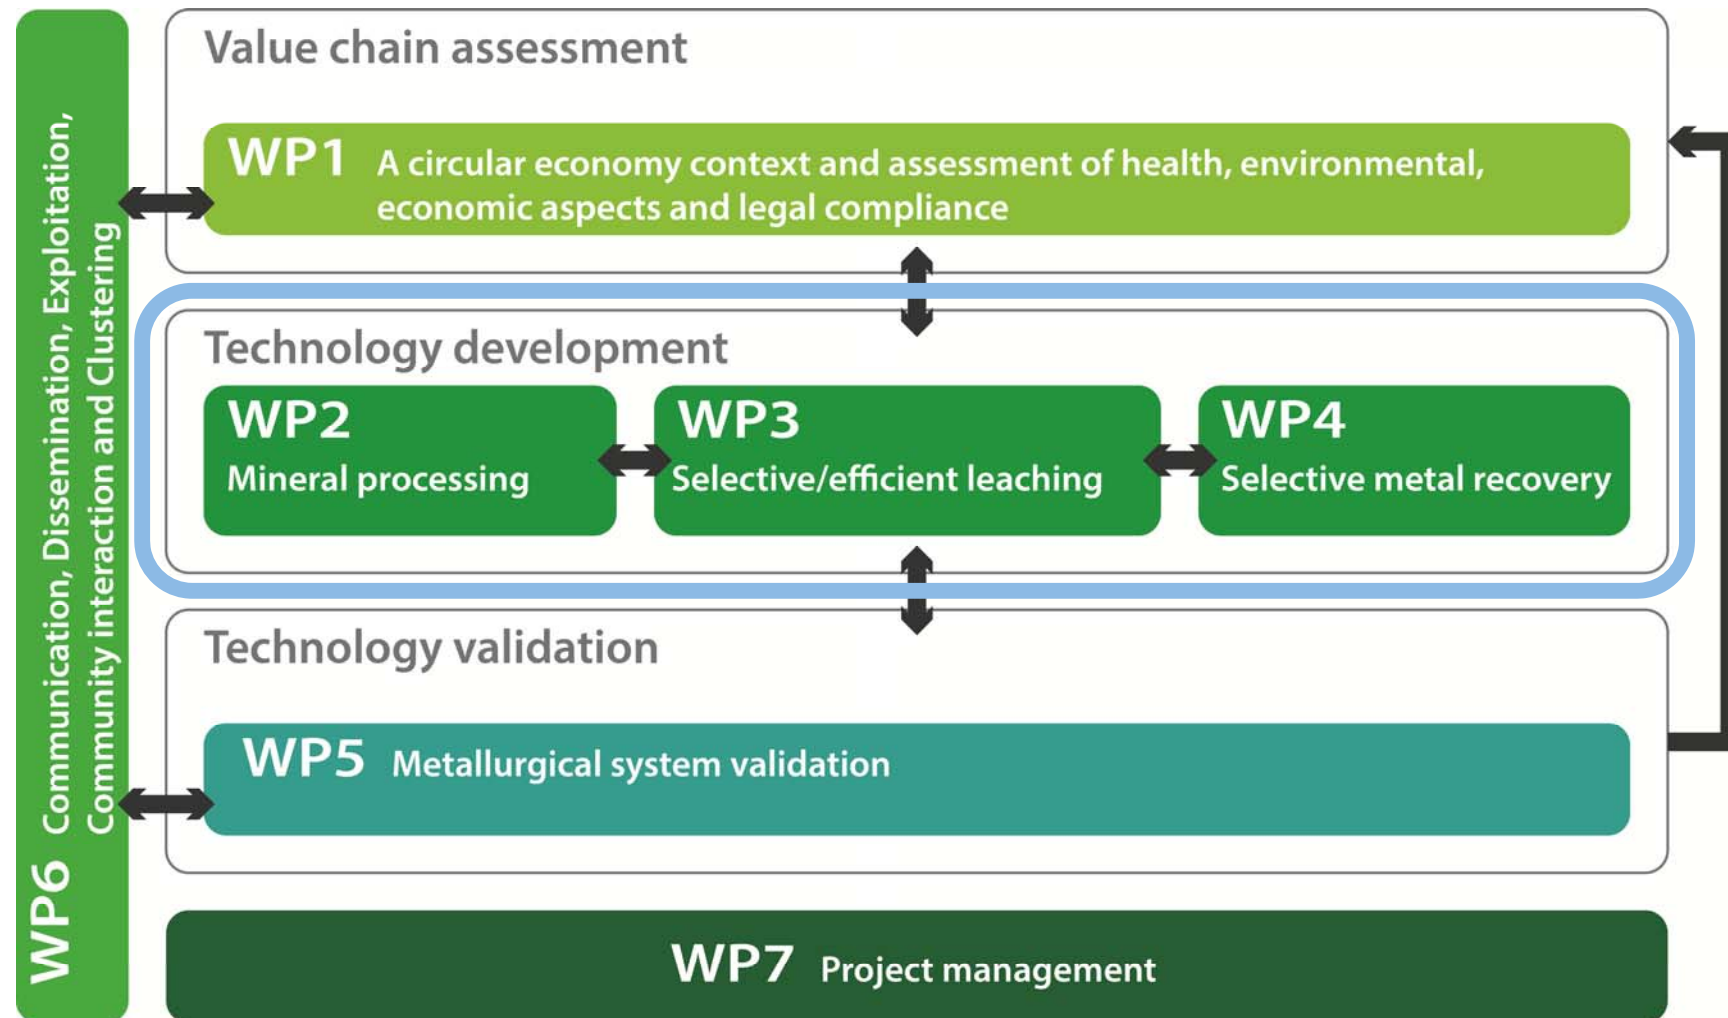 Value chain assessment
WP1 A circular economy context and assessment of health, environmental,
economic aspects and legal compliance
Technology development
WP2
Mineral processing
WP3
Selective/efficient leaching
WP4
Selective metal recovery
Technology validation
WP5 Metallurgical system validation
WP6 Communication, Dissemination, Exploitation,
Community interaction and Clustering
WP7 Project management